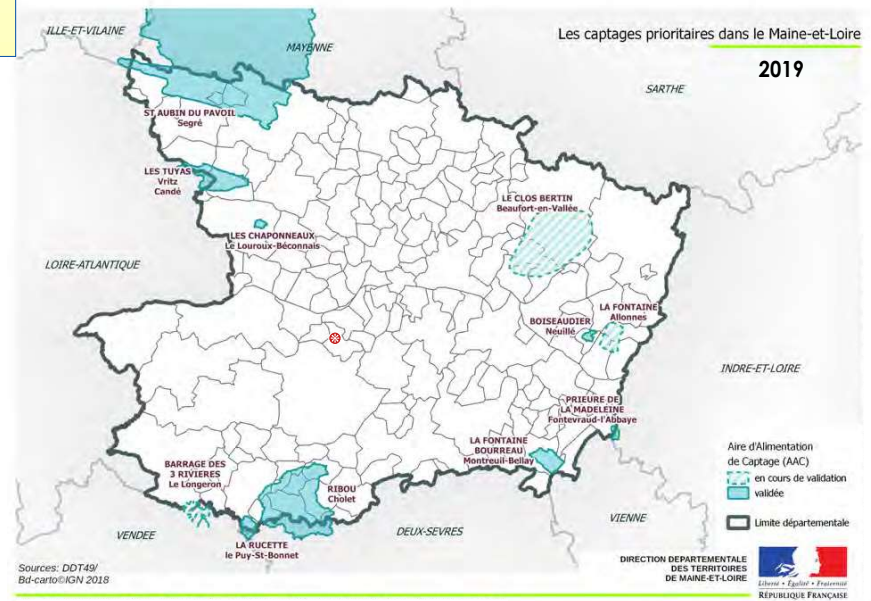 Les captages prioritaires dans le Maine-et-Loire
2019
ILLE-ET-VILAINE
MAYENNE
SARTHE
ST AUBIN DU PAVOIL
Segré
LES TUYAS
Vritz
Candé
LE CLOS BERTIN
Beaufort-en-Vallée
LES CHAPONNEAUX
Le Louroux-Béconnais
LOIRE-ATLANTIQUE
LA FONTAINE
Allonnes
BOISEAUDIER
Neuillé
INDRE-ET-LOIRE
PRIEURE DE
LA MADELEINE
Fontevraud-l'Abbaye
LA FONTAINE
BOURREAU
Montreuil-Bellay
BARRAGE DES
3 RIVIERES
Le Longeron
RIBOU
Cholet
LA RUCETTE
le Puy-St-Bonnet
VENDEE
DEUX-SEVRES
VIENNE
Aire d'Alimentation
de Captage (AAC)
en cours de validation
validée
Limite départementale
Sources: DDT49/
Bd-carto©IGN 2018
DIRECTION DEPARTEMENTALE
DES TERRITOIRES
DE MAINE-ET-LOIRE
Liberté • Égalité • Fraternité
RÉPUBLIQUE FRANÇAISE